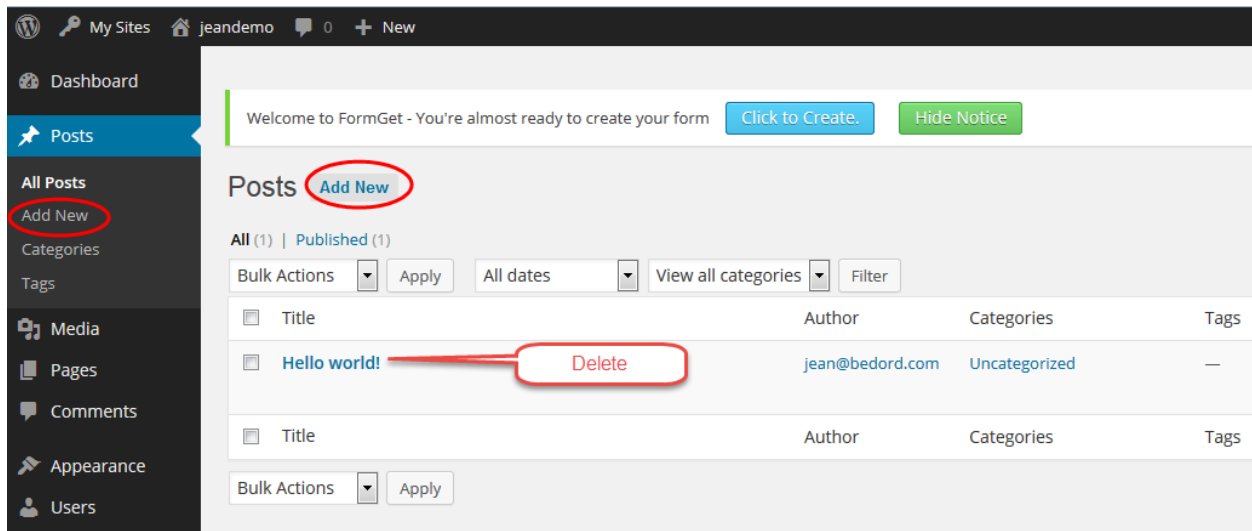 My Sites jeandemo 0 New
Dashboard
Welcome to FormGet - You're almost ready to create your form Click to Create. Hide Notice
Posts
All Posts
Add New
Categories
Tags
Media
Pages
Comments
Appearance
Users
Posts Add New
All (1) | Published (1)
Bulk Actions Apply All dates View all categories Filter
Title Author Categories Tags
Hello world! Delete jean@bedord.com Uncategorized —
Title Author Categories Tags
Bulk Actions Apply